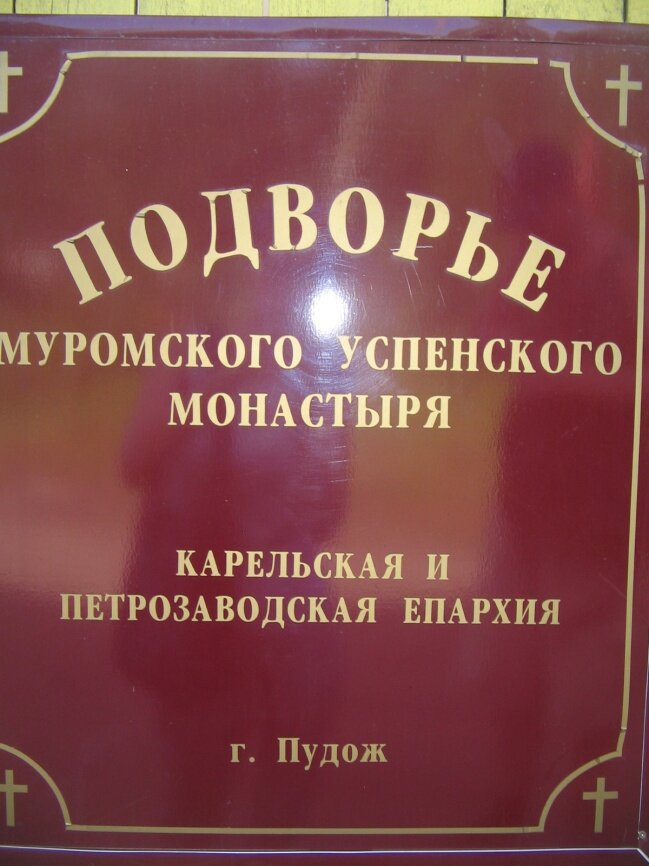 ПОДВОРЬЕ
МУРОМСКОГО УСПЕНСКОГО
МОНАСТЫРЯ
КАРЕЛЬСКАЯ И
ПЕТРОЗАВОДСКАЯ ЕПАРХИЯ
г. Пудож